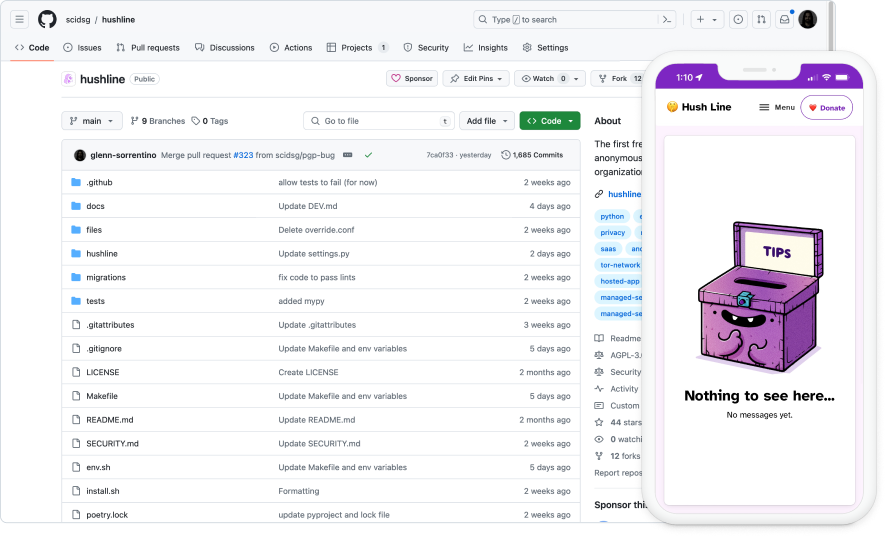 scidsg / hushline
Type / to search
Code
Issues
Pull requests
Discussions
Actions
Projects 1
Security
Insights
Settings
hushline Public
Sponsor
Edit Pins
Watch 0
Fork 12
main
9 Branches
0 Tags
Go to file t
Add file
Code
glenn-sorrentino Merge pull request #323 from scidsg/pgp-bug
7ca0f33 · yesterday
1,685 Commits
.github allow tests to fail (for now) 2 weeks ago
docs Update DEV.md 4 days ago
files Delete override.conf 2 weeks ago
hushline Update settings.py 2 days ago
migrations fix code to pass lints 2 weeks ago
tests added mypy 2 weeks ago
.gitattributes Update .gitattributes 3 weeks ago
.gitignore Update Makefile and env variables 5 days ago
LICENSE Create LICENSE 2 months ago
Makefile Update Makefile and env variables 5 days ago
README.md Update README.md 2 months ago
SECURITY.md Update SECURITY.md 2 weeks ago
env.sh Update Makefile and env variables 5 days ago
install.sh Formatting 2 weeks ago
poetry.lock update pyproject and lock file 2 weeks ago
About
The first fre
anonymous
organizatio
hushline
python
privacy
saas and
tor-network
hosted-app
managed-se
managed-se
Readme
AGPL-3.
Security
Activity
Custom
44 stars
0 watchi
12 forks
Report repos
Sponsor thi
1:10
Hush Line
Menu
Donate
TIPS
Nothing to see here...
No messages yet.